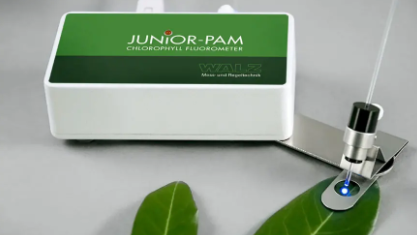 JUNiOR-PAM
CHLOROPHYLL FLUOROMETER
WALZ
Mess- und Regeltechnik